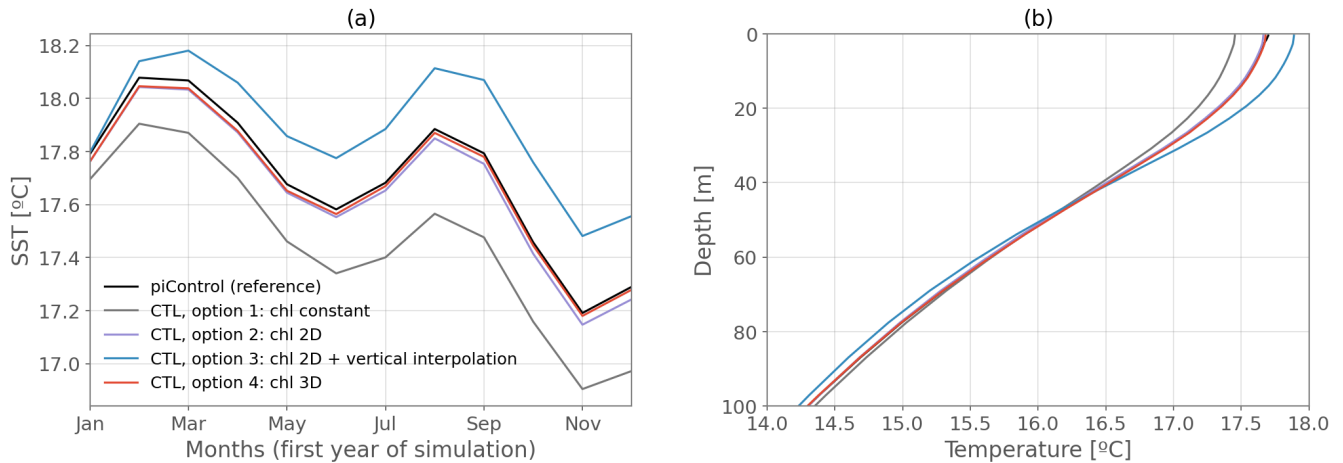 (a)
18.2
18.0
17.8
17.6
17.4
17.2
17.0
SST [ºC]
piControl (reference)
CTL, option 1: chl constant
CTL, option 2: chl 2D
CTL, option 3: chl 2D + vertical interpolation
CTL, option 4: chl 3D
Jan Mar May Jul Sep Nov
Months (first year of simulation)
(b)
0
20
40
60
80
100
Depth [m]
14.0 14.5 15.0 15.5 16.0 16.5 17.0 17.5 18.0
Temperature [ºC]